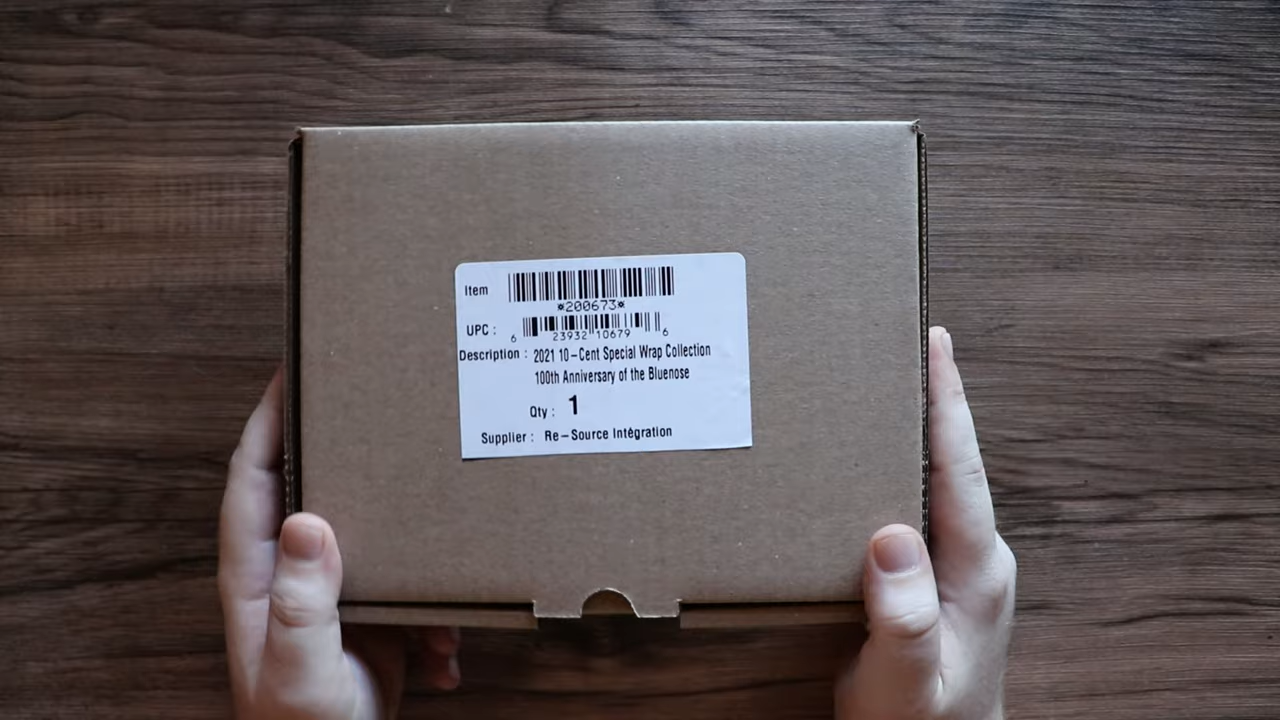 Item
*200673*
UPC :
6 23932 10679 6
Description : 2021 10-Cent Special Wrap Collection
100th Anniversary of the Bluenose
Qty : 1
Supplier : Re-Source Intėgration